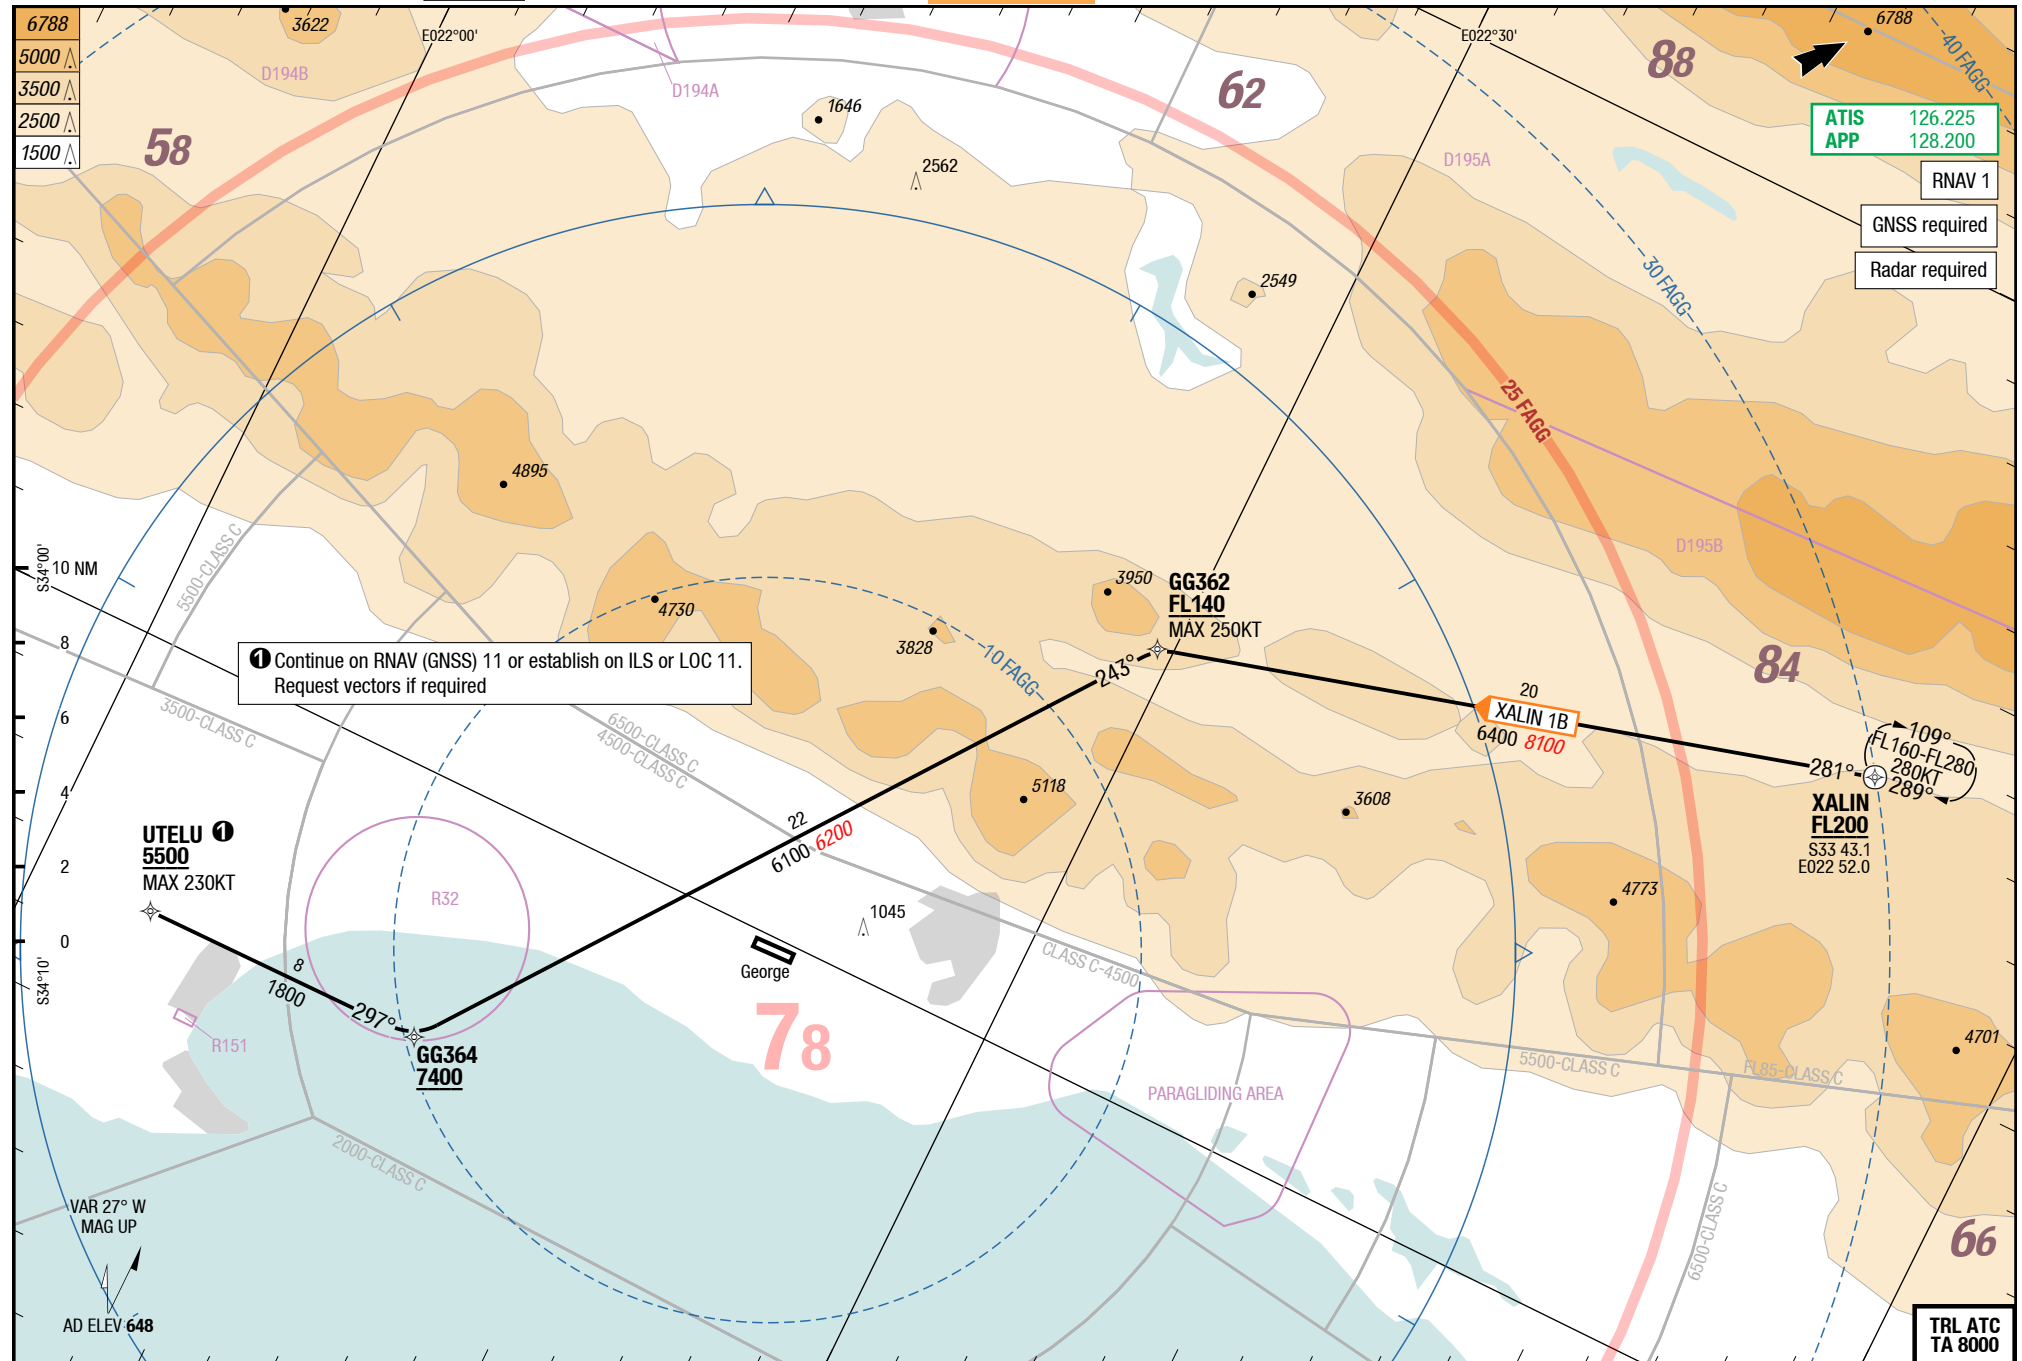 6788
5000
3500
2500
1500
3622
E022°00'
E022°30'
6788
40 FAGG
88
62
58
D194B
D194A
D195A
ATIS 126.225
APP 128.200
RNAV 1
GNSS required
Radar required
1646
2562
2549
30 FAGG
25 FAGG
4895
S34°00'
10 NM
8
6
4
2
0
S34°10'
5500-CLASS C
3500-CLASS C
4730
3828
3950
10 FAGG
GG362
FL140
MAX 250KT
243°
D195B
84
❶ Continue on RNAV (GNSS) 11 or establish on ILS or LOC 11.
Request vectors if required
6500-CLASS C
4500-CLASS C
20
XALIN 1B
6400 8100
281°
109°
FL160-FL280
280KT
289°
XALIN
FL200
S33 43.1
E022 52.0
5118
3608
4773
22
6100 6200
UTELU ❶
5500
MAX 230KT
R32
1045
George
CLASS C-4500
8
1800
297°
GG364
7400
R151
78
PARAGLIDING AREA
5500-CLASS C
FL85-CLASS C
4701
2000-CLASS C
6500-CLASS C
66
VAR 27° W
MAG UP
AD ELEV 648
TRL ATC
TA 8000